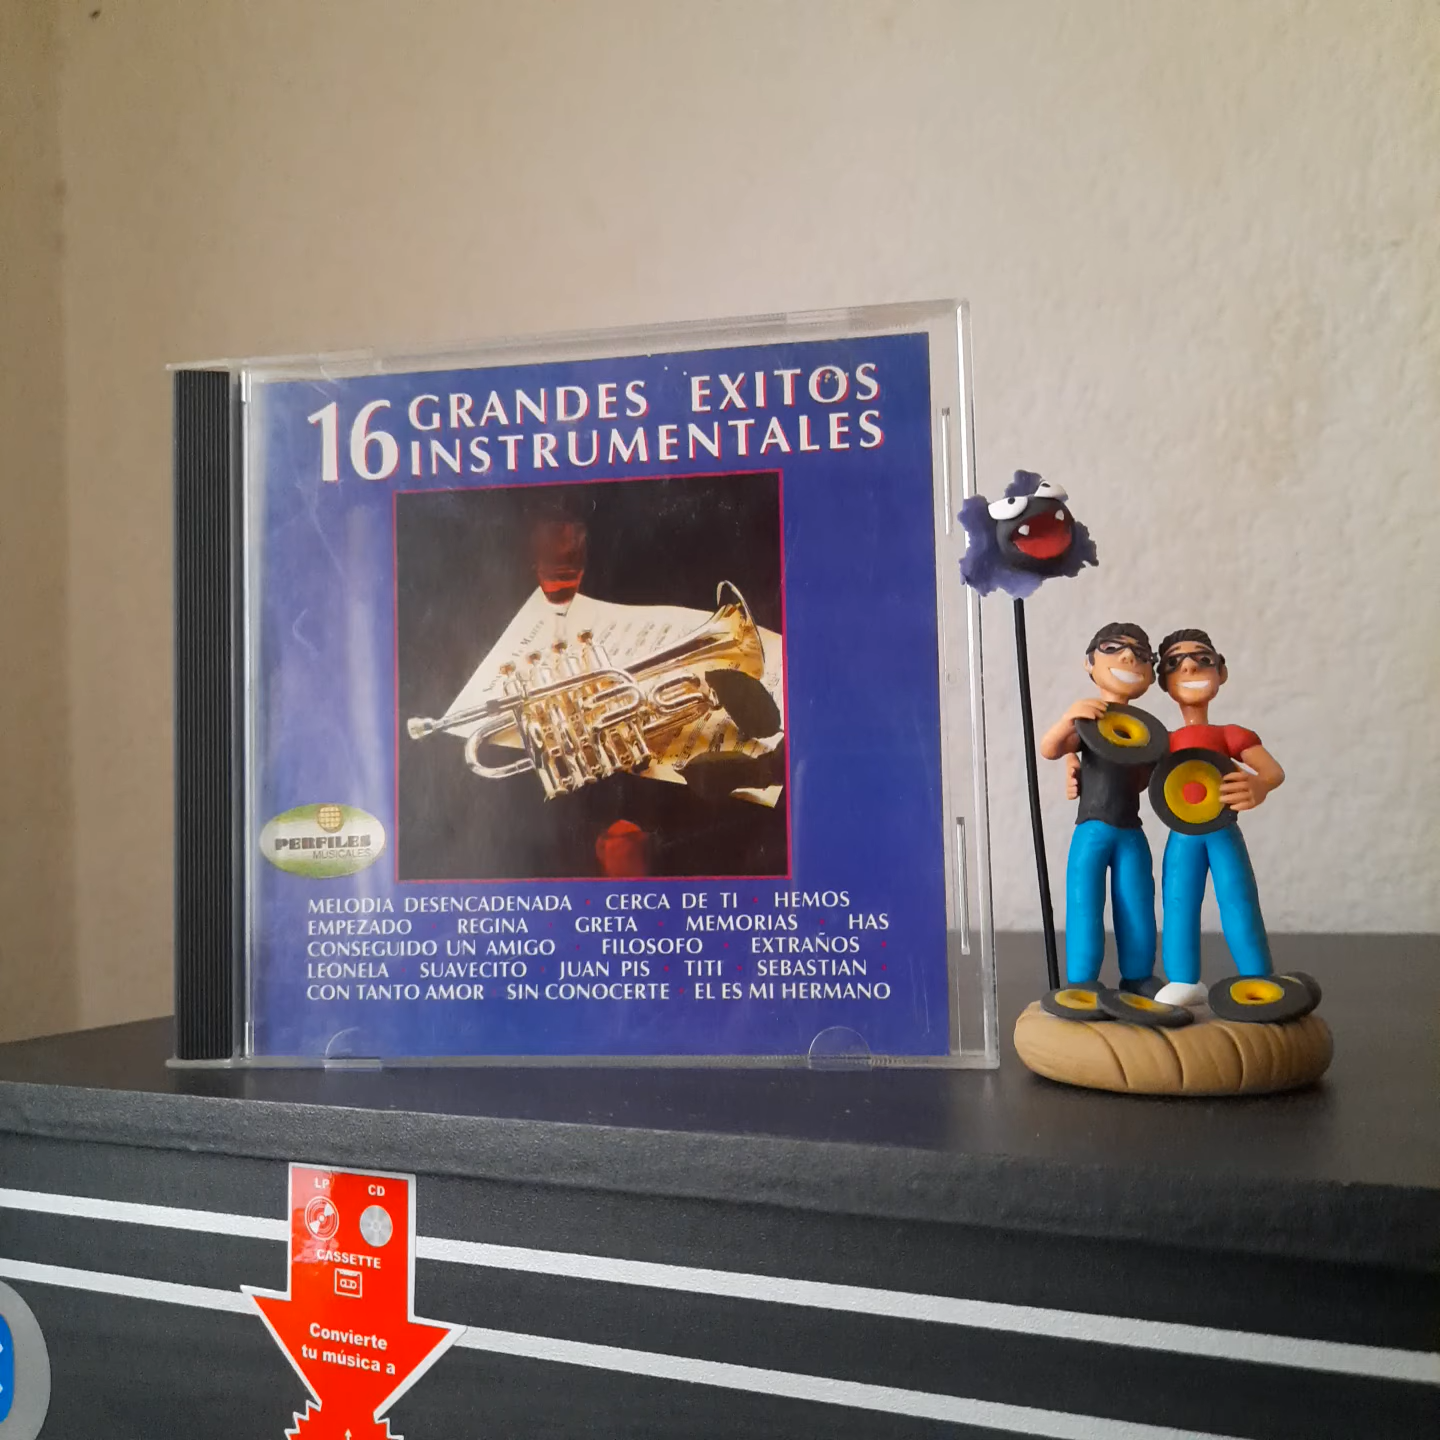 16 GRANDES EXITOS
INSTRUMENTALES
PERFILES
MUSICALES
MELODIA DESENCADENADA · CERCA DE TI · HEMOS
EMPEZADO · REGINA · GRETA · MEMORIAS · HAS
CONSEGUIDO UN AMIGO · FILOSOFO · EXTRAÑOS ·
LEONELA · SUAVECITO · JUAN PIS · TITI · SEBASTIAN ·
CON TANTO AMOR · SIN CONOCERTE · EL ES MI HERMANO
LP CD
CASSETTE
Convierte
tu música a